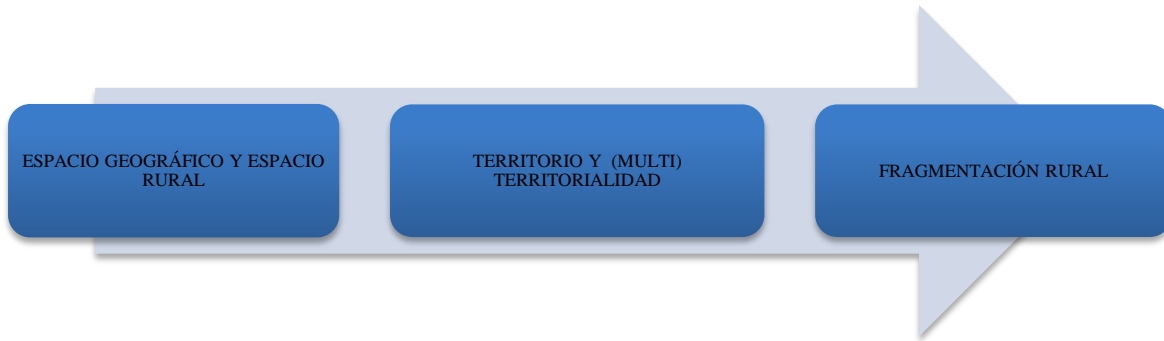 ESPACIO GEOGRÁFICO Y ESPACIO
RURAL
TERRITORIO Y (MULTI)
TERRITORIALIDAD
FRAGMENTACIÓN RURAL